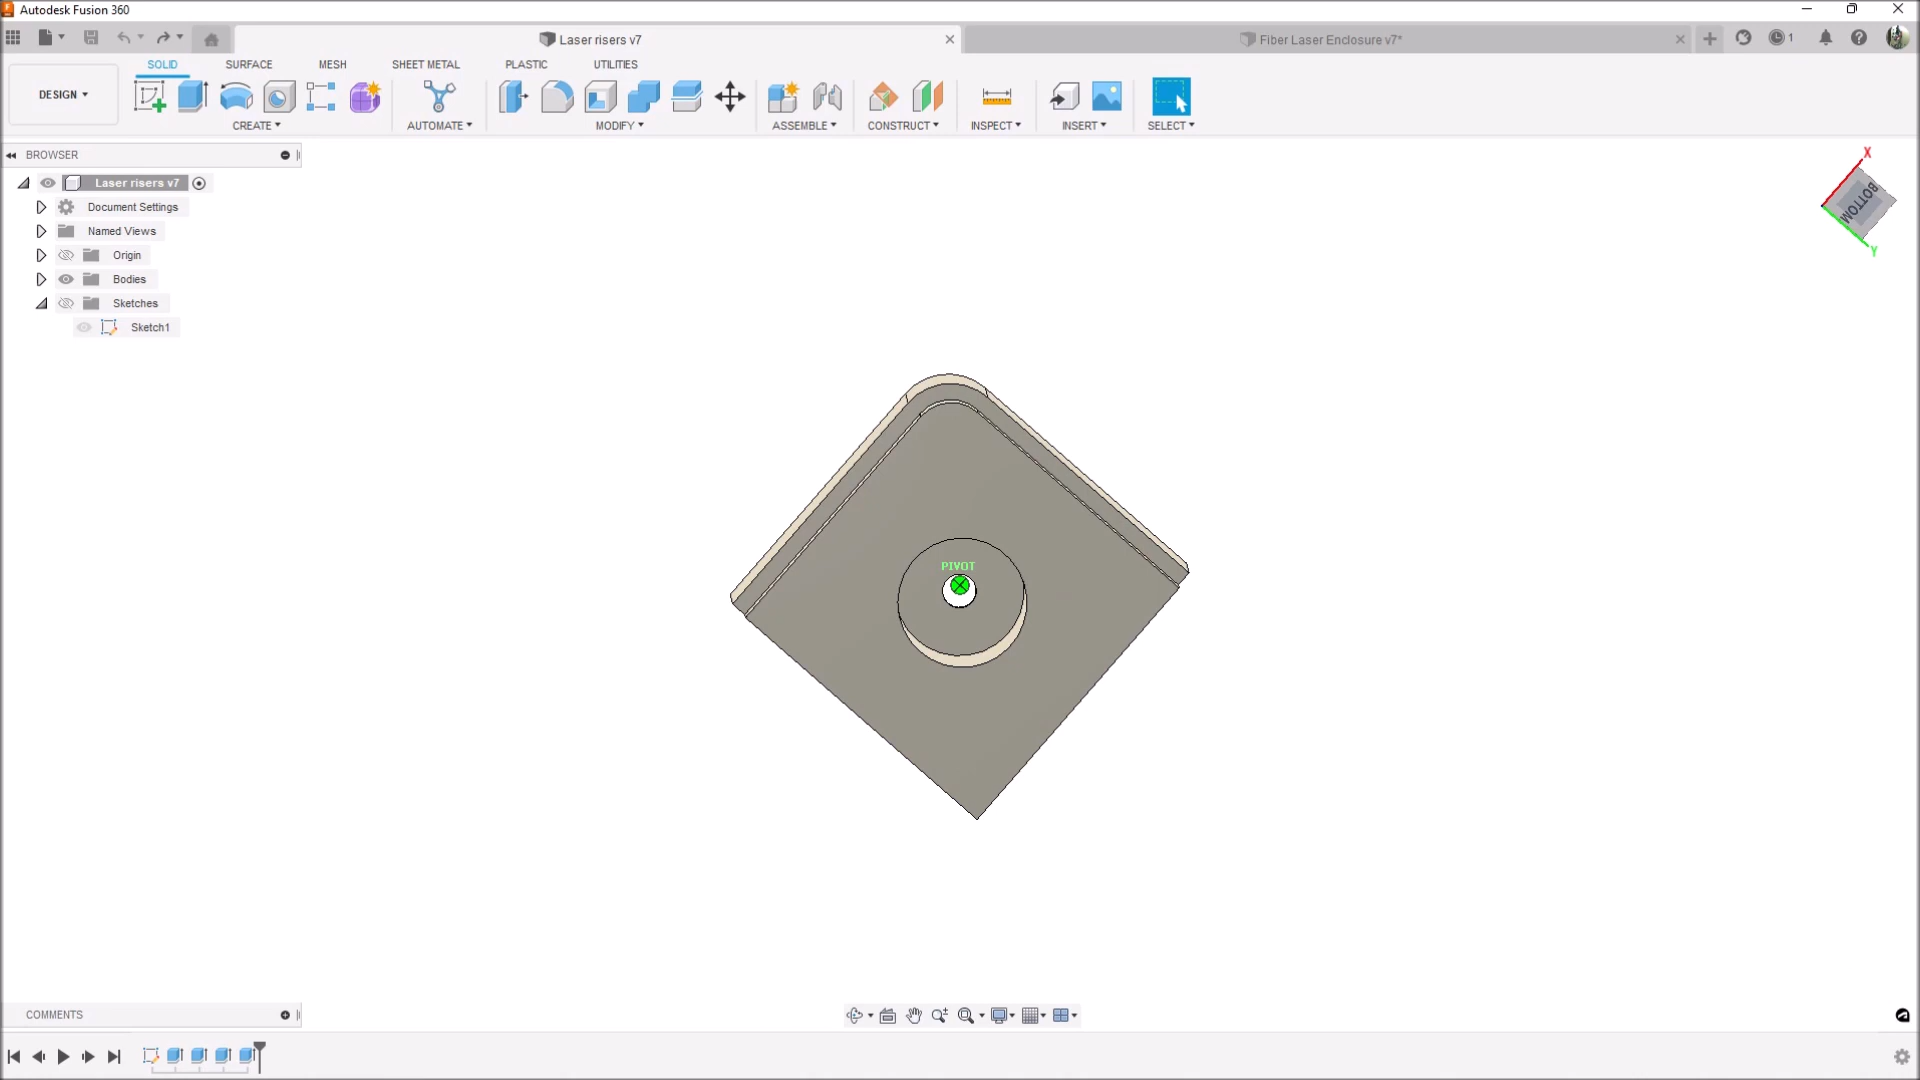 Autodesk Fusion 360
Laser risers v7
Fiber Laser Enclosure v7*
1
DESIGN
SOLID SURFACE MESH SHEET METAL PLASTIC UTILITIES
CREATE AUTOMATE MODIFY ASSEMBLE CONSTRUCT INSPECT INSERT SELECT
BROWSER
Laser risers v7
Document Settings
Named Views
Origin
Bodies
Sketches
Sketch1
X
BOTTOM
Y
PIVOT
COMMENTS